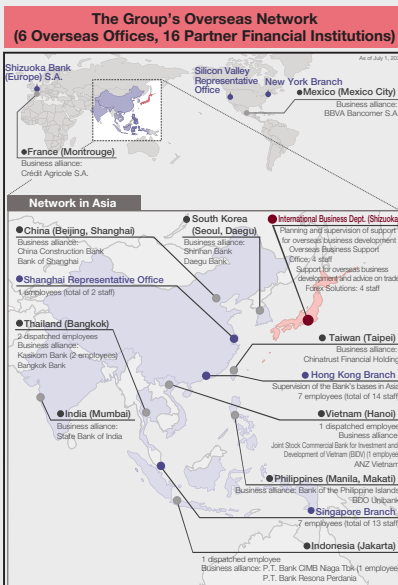 The Group's Overseas Network
(6 Overseas Offices, 16 Partner Financial Institutions)
As of July 1, 202
Shizuoka Bank
(Europe) S.A.
Silicon Valley
Representative
Office
New York Branch
Mexico (Mexico City)
Business alliance:
BBVA Bancomer S.A.
France (Montrouge)
Business alliance:
Crédit Agricole S.A.
Network in Asia
China (Beijing, Shanghai)
Business alliance:
China Construction Bank
Bank of Shanghai
South Korea
(Seoul, Daegu)
Business alliance:
Shinhan Bank
Daegu Bank
International Business Dept. (Shizuoka)
Planning and supervision of support
for overseas business development
Overseas Business Support
Office: 4 staff
Support for overseas business
development and advice on trade
Forex Solutions: 4 staff
Shanghai Representative Office
1 employees (total of 2 staff)
Thailand (Bangkok)
2 dispatched employees
Business alliance:
Kasikorn Bank (2 employees)
Bangkok Bank
Taiwan (Taipei)
Business alliance:
Chinatrust Financial Holding
Hong Kong Branch
Supervision of the Bank's bases in Asia
7 employees (total of 14 staff)
India (Mumbai)
Business alliance:
State Bank of India
Vietnam (Hanoi)
1 dispatched employee
Business alliance:
Joint Stock Commercial Bank for Investment and
Development of Vietnam (BIDV) (1 employee)
ANZ Vietnam
Philippines (Manila, Makati)
Business alliance: Bank of the Philippine Islands
BDO Unibank
Singapore Branch
7 employees (total of 13 staff)
Indonesia (Jakarta)
1 dispatched employee
Business alliance: P.T. Bank CIMB Niaga Tbk (1 employee)
P.T. Bank Resona Perdania